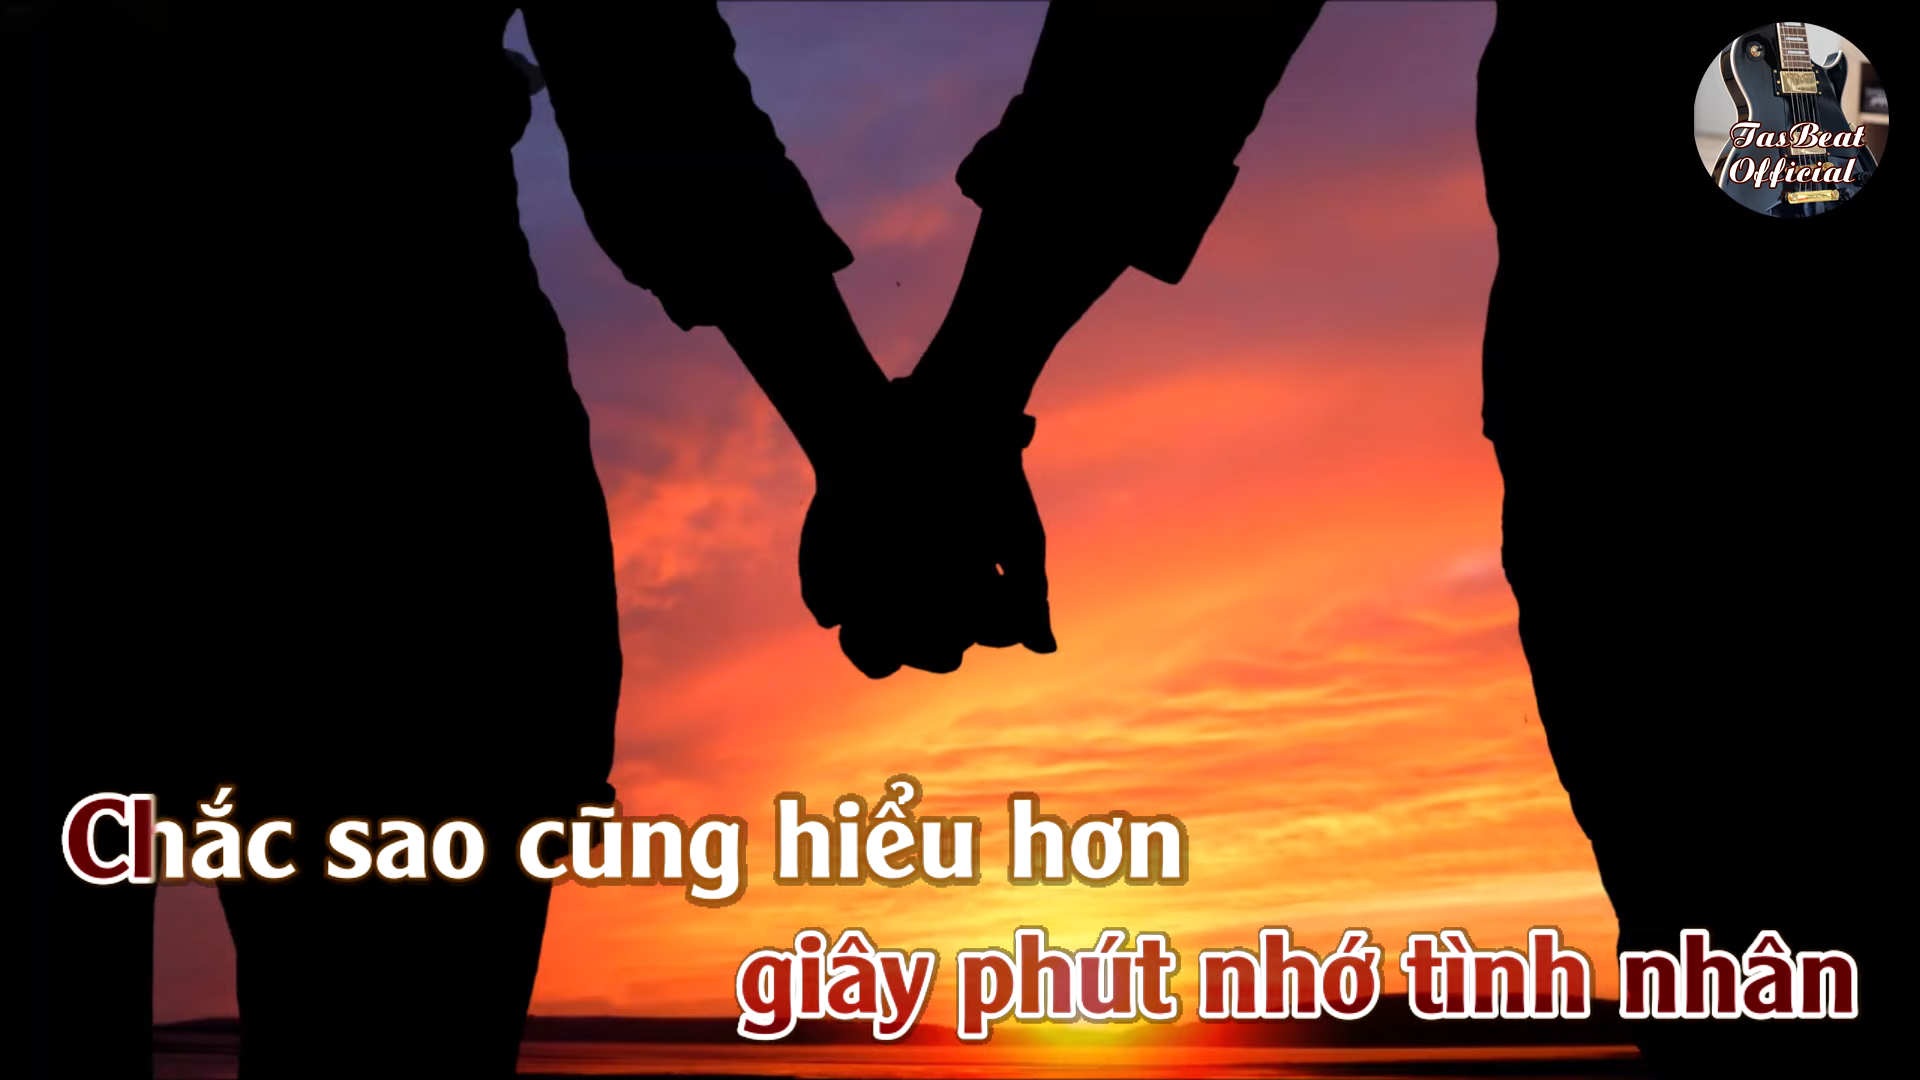 TasBeat
Official
Chắc sao cũng hiểu hơn
giây phút nhớ tình nhân